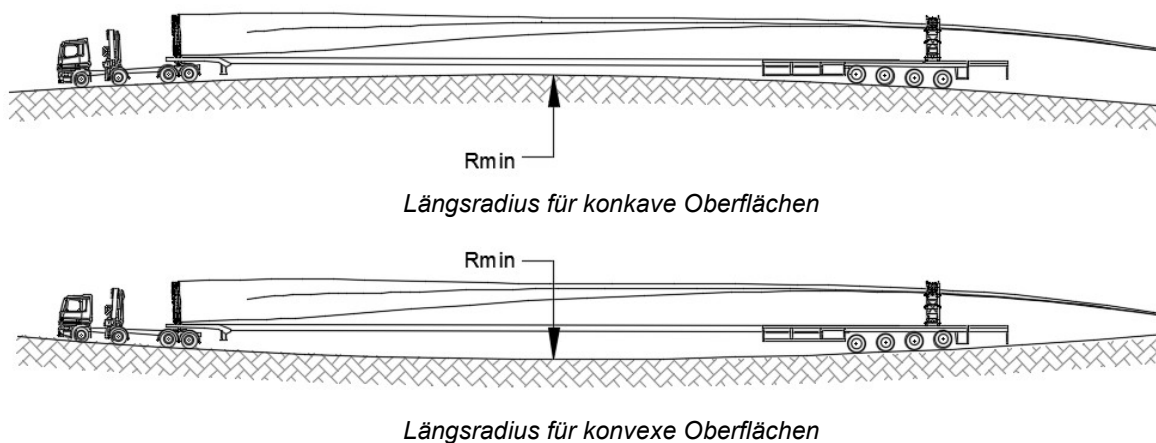 Rmin
Längsradius für konkave Oberflächen
Rmin
Längsradius für konvexe Oberflächen